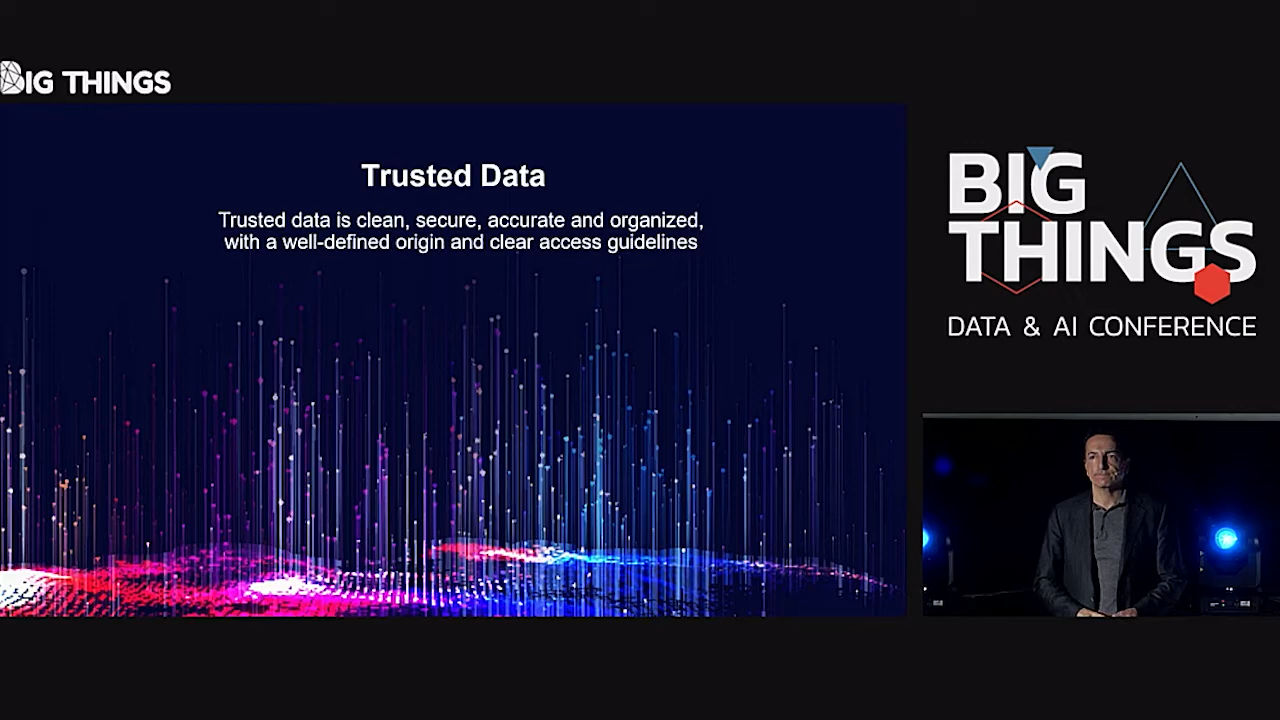 BIG THINGS
Trusted Data
Trusted data is clean, secure, accurate and organized,
with a well-defined origin and clear access guidelines
BIG
THINGS
DATA & AI CONFERENCE